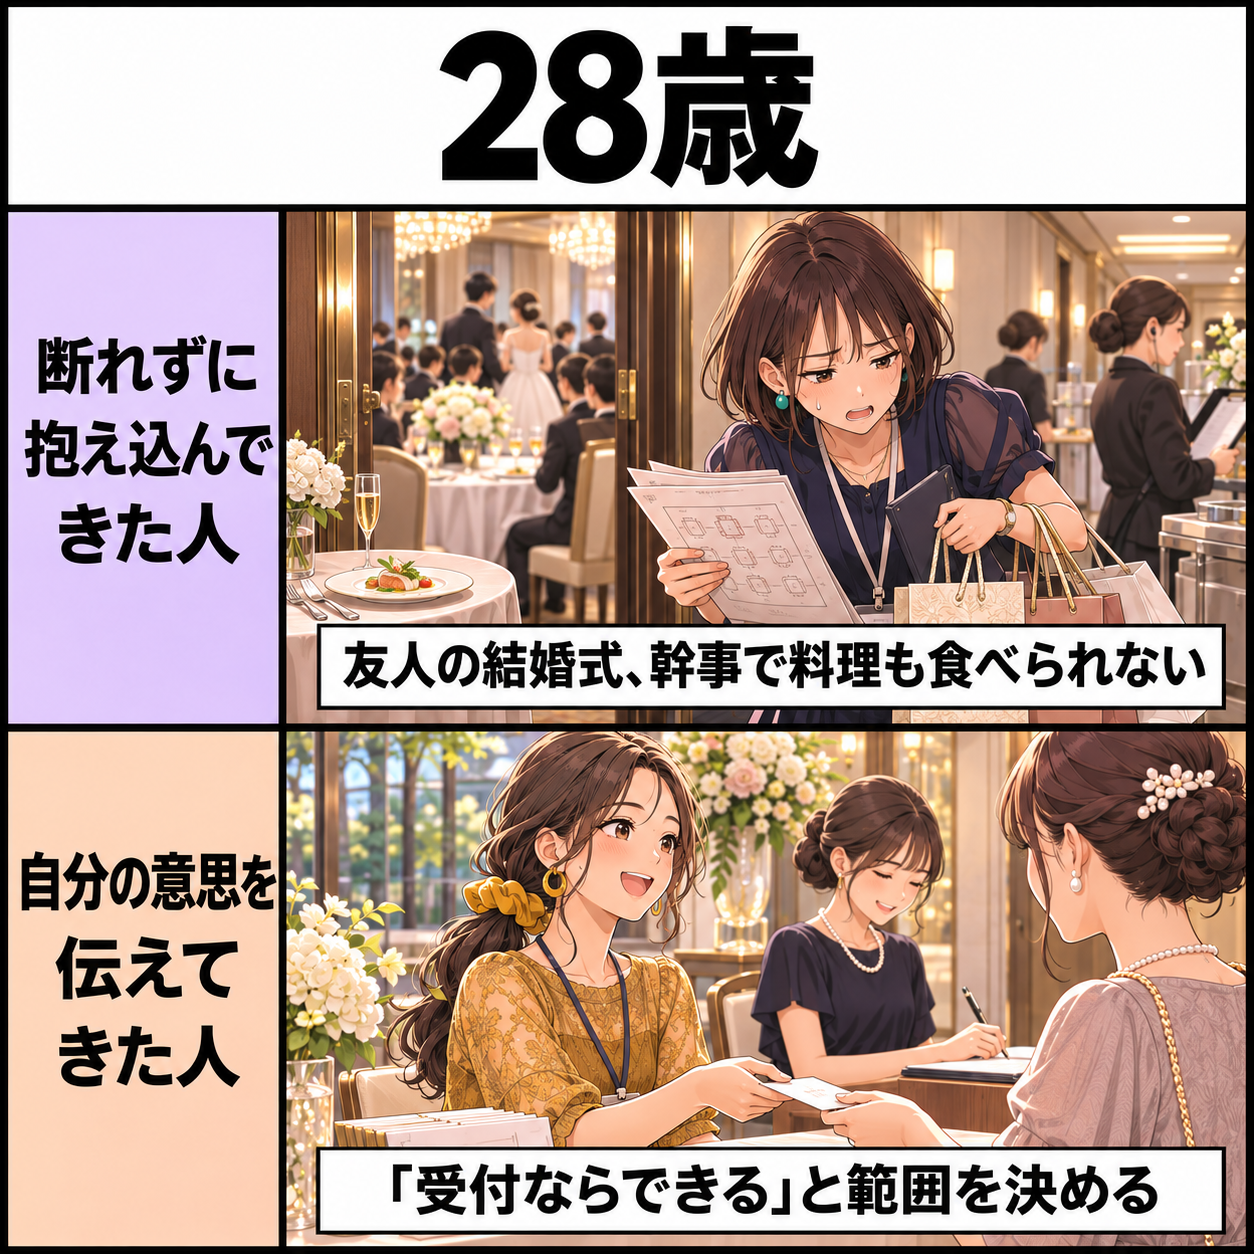 28歳
断れずに
抱え込んで
きた人
友人の結婚式、幹事で料理も食べられない
自分の意思を
伝えて
きた人
「受付ならできる」と範囲を決める